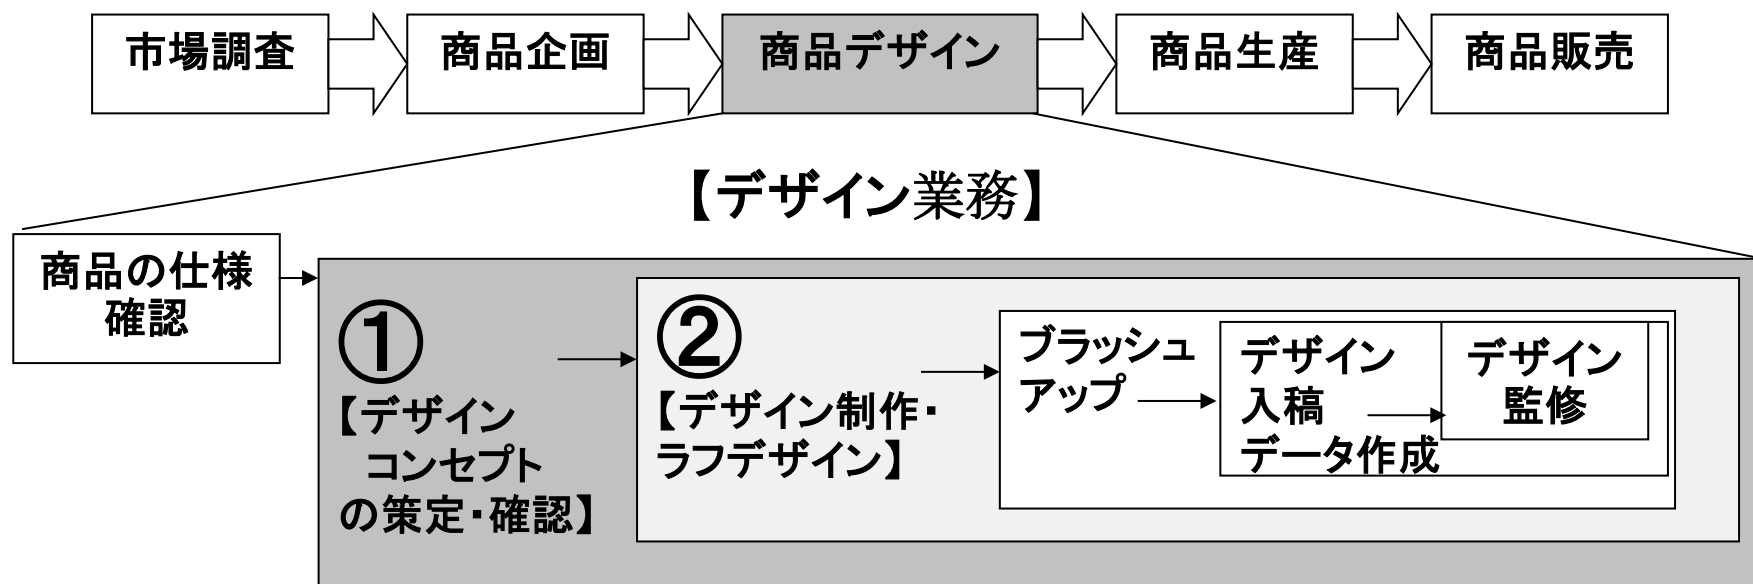 市場調査
商品企画
商品デザイン
商品生産
商品販売
【デザイン業務】
商品の仕様
確認
①
【デザイン
コンセプト
の策定・確認】
②
【デザイン制作・
ラフデザイン】
ブラッシュ
アップ
デザイン
入稿
データ作成
デザイン
監修